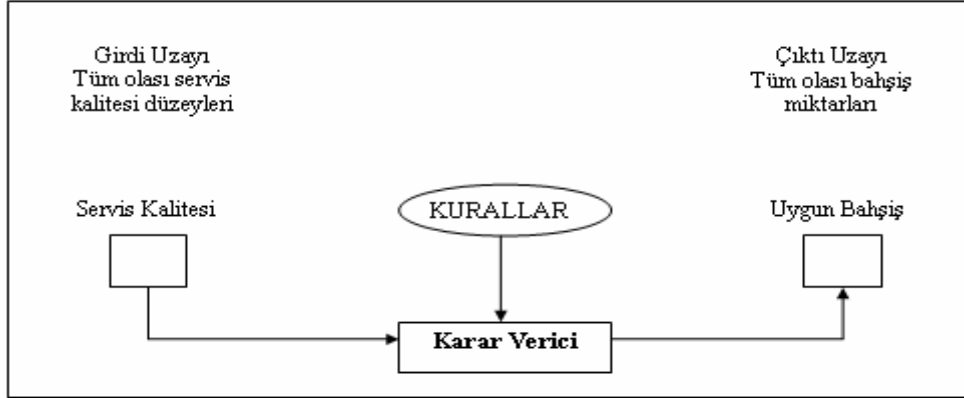 Girdi Uzayı
Tüm olası servis
kalitesi düzeyleri
Çıktı Uzayı
Tüm olası bahşiş
miktarları
Servis Kalitesi
KURALLAR
Uygun Bahşiş
Karar Verici